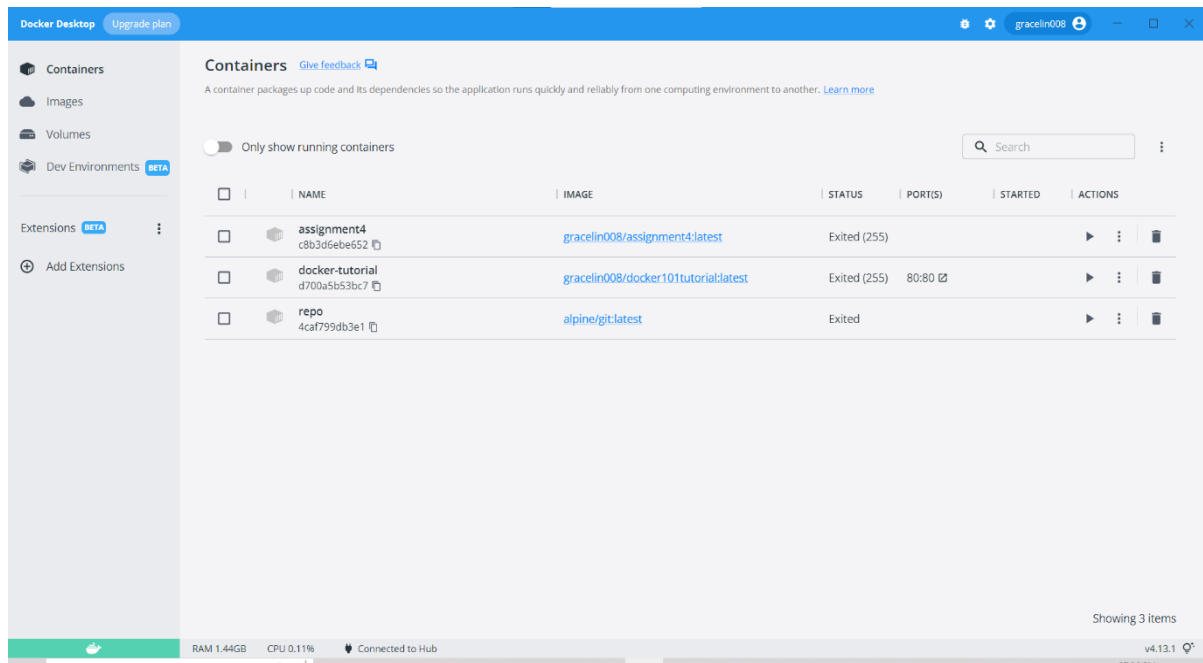 Docker Desktop Upgrade plan gracelin008
Containers
Images
Volumes
Dev Environments BETA
Extensions BETA
Add Extensions
Containers Give feedback
A container packages up code and its dependencies so the application runs quickly and reliably from one computing environment to another. Learn more
Only show running containers Search
NAME IMAGE STATUS PORT(S) STARTED ACTIONS
assignment4 gracelin008/assignment4:latest Exited (255)
c8b3d6ebe652
docker-tutorial gracelin008/docker101tutorial:latest Exited (255) 80:80
d700a5b53bc7
repo alpine/git:latest Exited
4caf799db3e1
Showing 3 items
RAM 1.44GB CPU 0.11% Connected to Hub v4.13.1